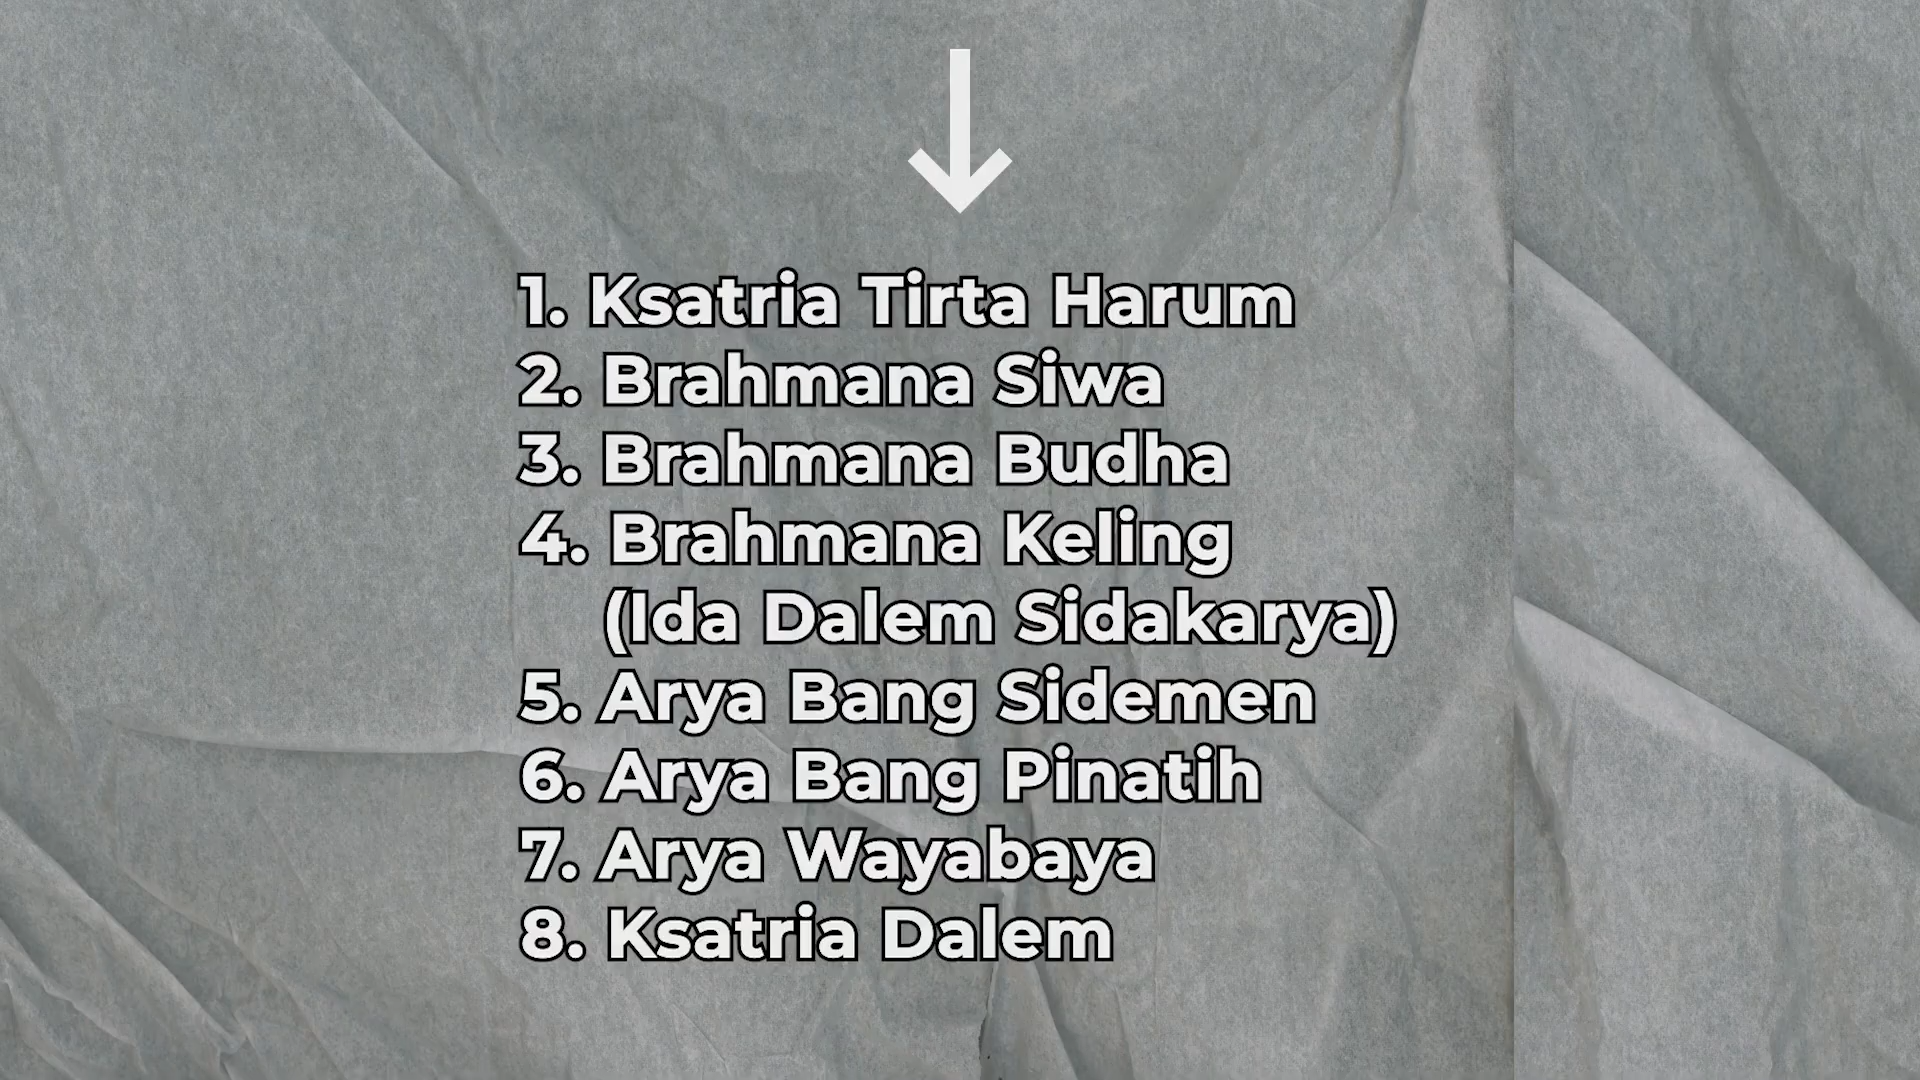 1. Ksatria Tirta Harum
2. Brahmana Siwa
3. Brahmana Budha
4. Brahmana Keling
(Ida Dalem Sidakarya)
5. Arya Bang Sidemen
6. Arya Bang Pinatih
7. Arya Wayabaya
8. Ksatria Dalem